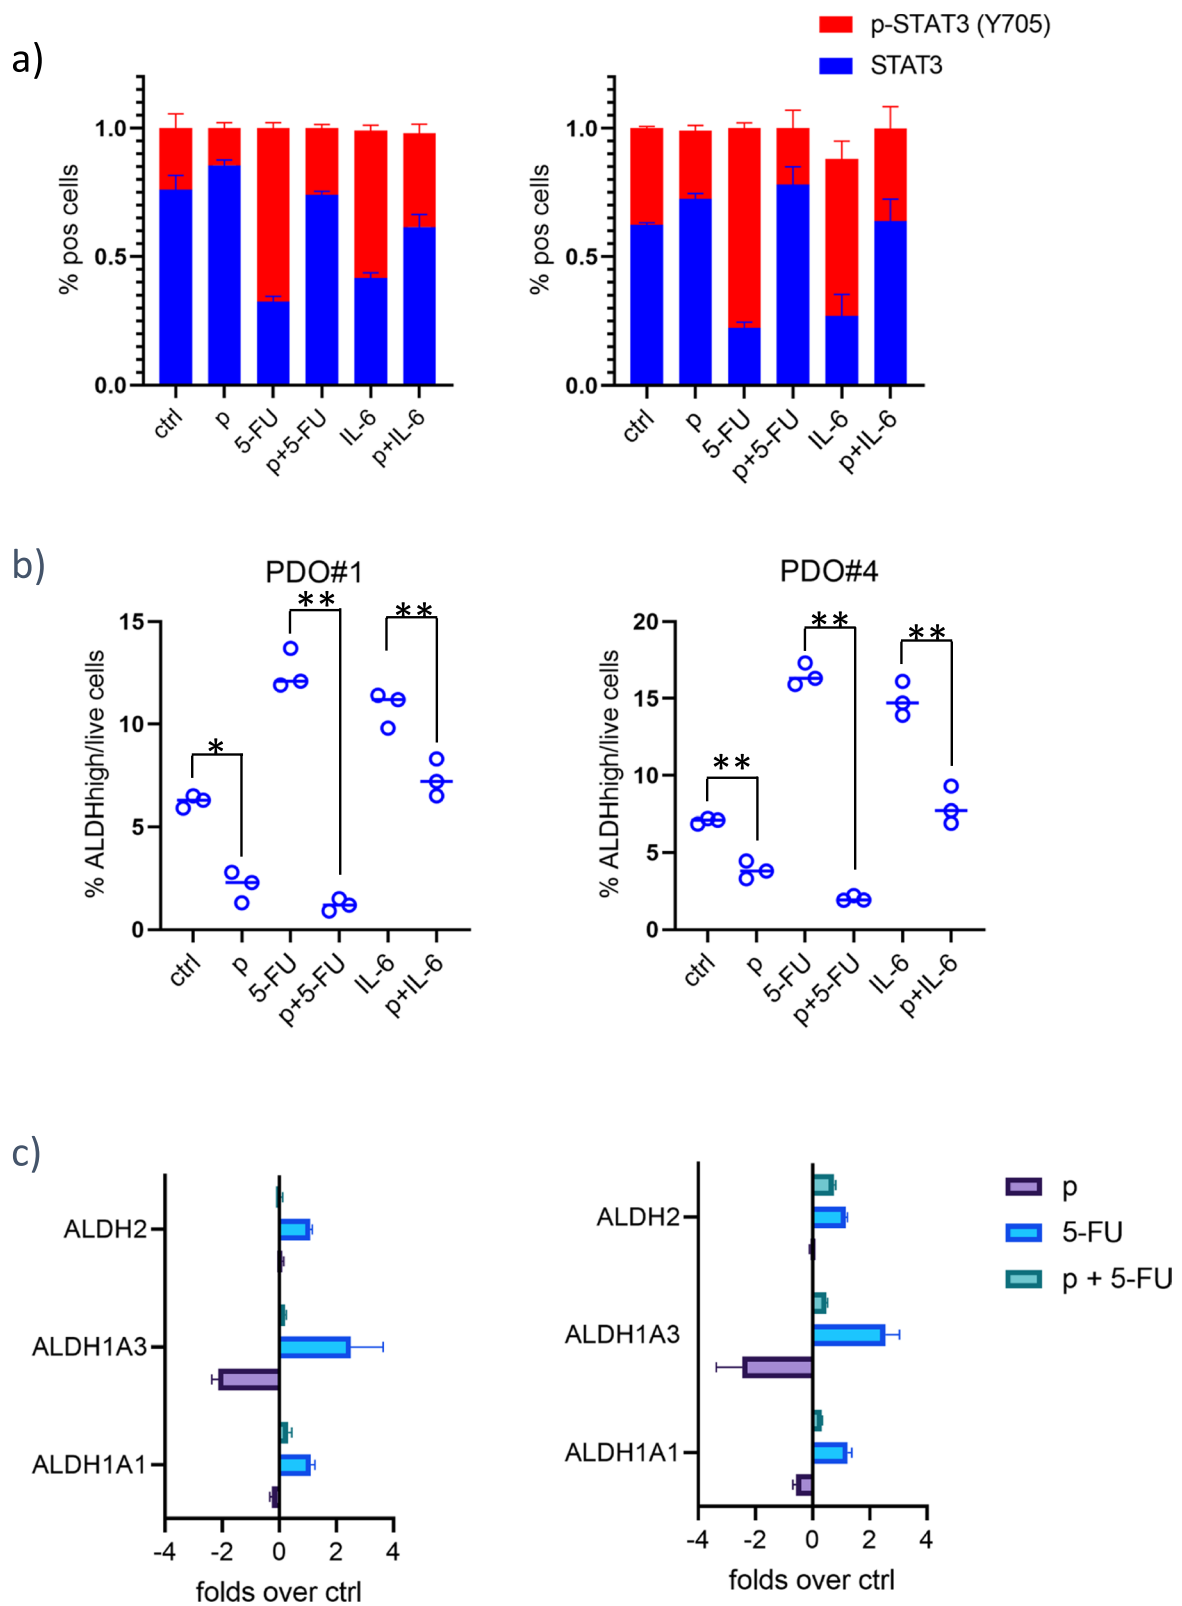 a)
p-STAT3 (Y705)
STAT3
% pos cells
1.0
0.5
0.0
ctrl
p
5-FU
p+5-FU
IL-6
p+IL-6
% pos cells
1.0
0.5
0.0
ctrl
p
5-FU
p+5-FU
IL-6
p+IL-6
b)
PDO#1
% ALDHhigh/live cells
15
10
5
0
*
**
**
ctrl
p
5-FU
p+5-FU
IL-6
p+IL-6
PDO#4
% ALDHhigh/live cells
20
15
10
5
0
**
**
**
ctrl
p
5-FU
p+5-FU
IL-6
p+IL-6
c)
ALDH2
ALDH1A3
ALDH1A1
-4 -2 0 2 4
folds over ctrl
ALDH2
ALDH1A3
ALDH1A1
-4 -2 0 2 4
folds over ctrl
p
5-FU
p + 5-FU